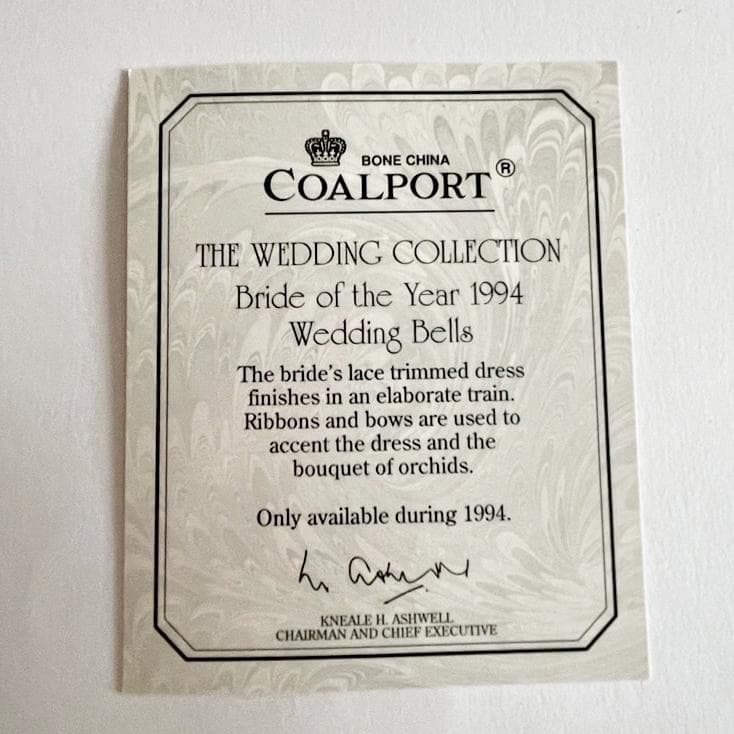 BONE CHINA
COALPORT®
THE WEDDING COLLECTION
Bride of the Year 1994
Wedding Bells
The bride's lace trimmed dress
finishes in an elaborate train.
Ribbons and bows are used to
accent the dress and the
bouquet of orchids.
Only available during 1994.
KNEALE H. ASHWELL
CHAIRMAN AND CHIEF EXECUTIVE